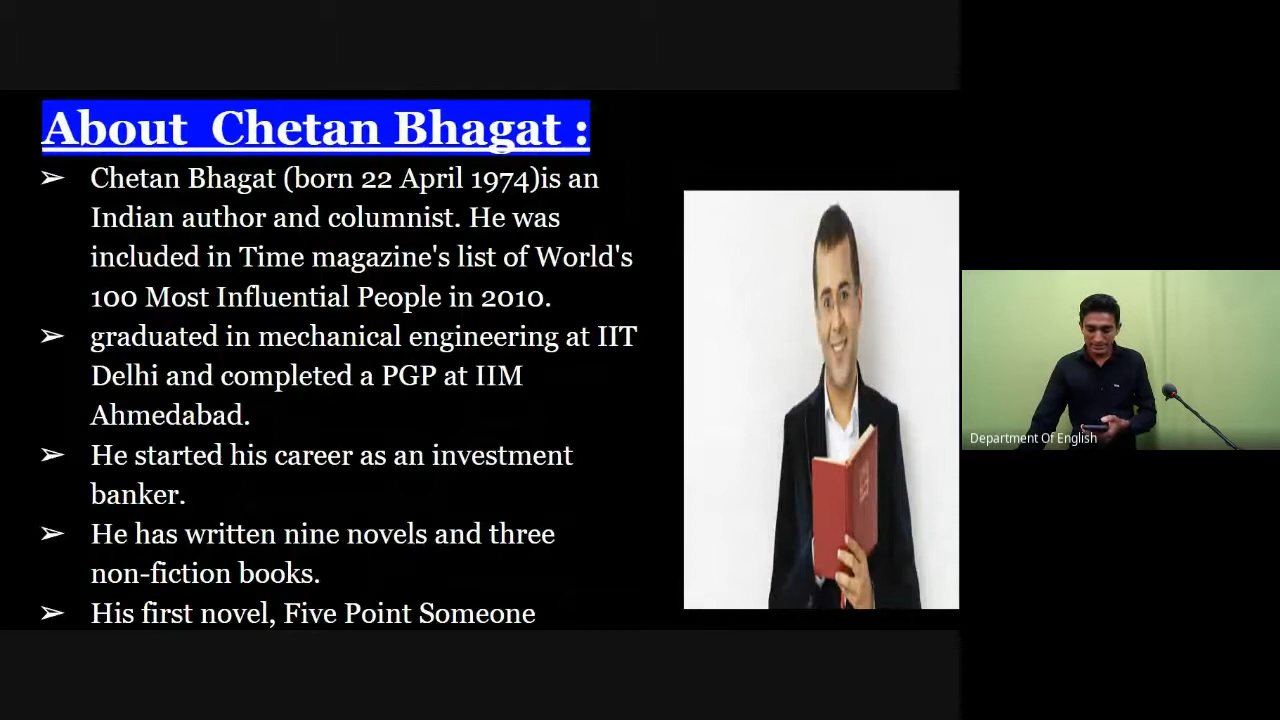 About Chetan Bhagat :
➢ Chetan Bhagat (born 22 April 1974)is an
Indian author and columnist. He was
included in Time magazine's list of World's
100 Most Influential People in 2010.
➢ graduated in mechanical engineering at IIT
Delhi and completed a PGP at IIM
Ahmedabad.
➢ He started his career as an investment
banker.
➢ He has written nine novels and three
non-fiction books.
➢ His first novel, Five Point Someone
Department Of English